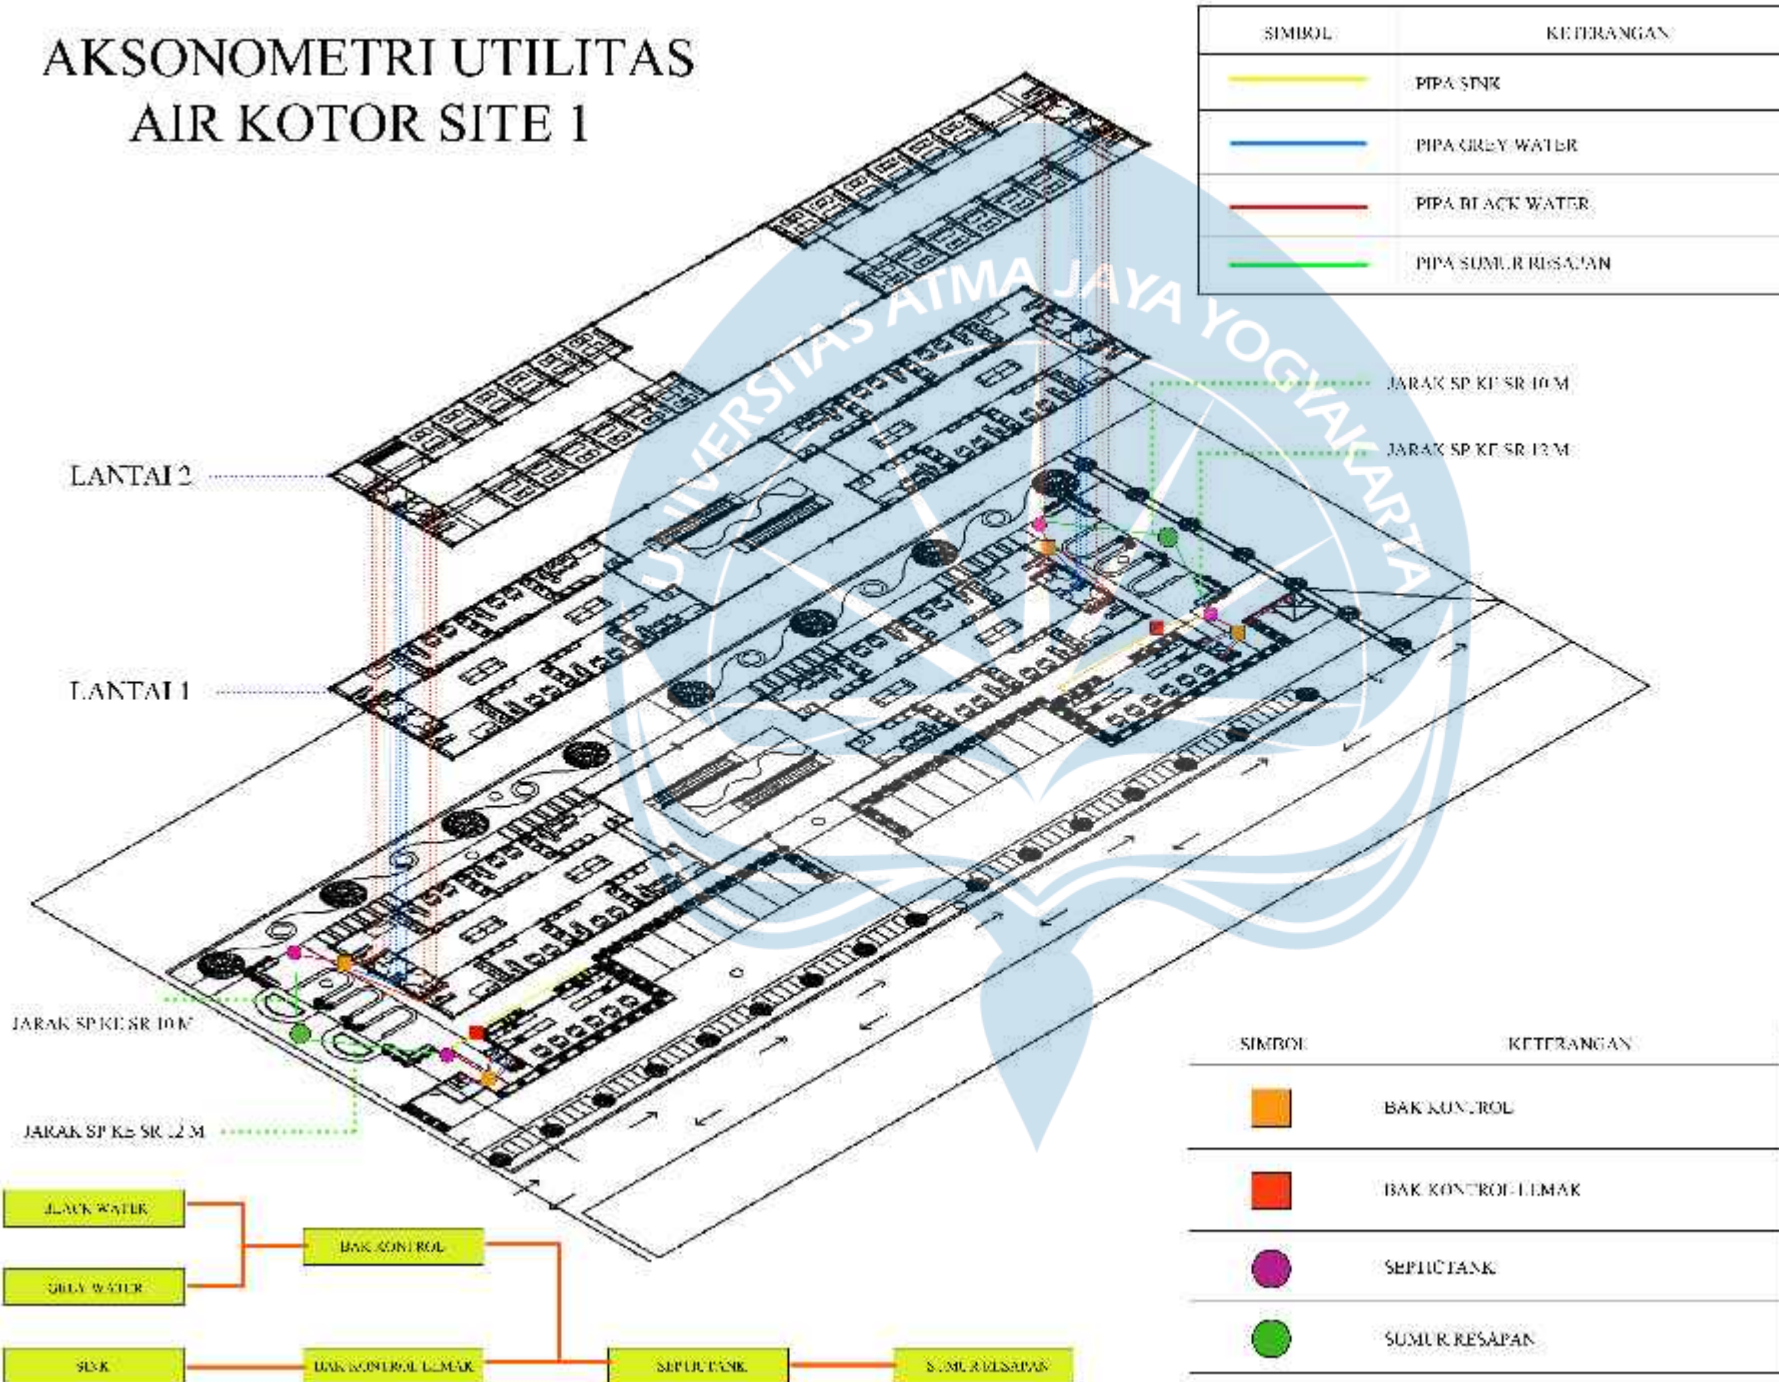 AKSONOMETRI UTILITAS
AIR KOTOR SITE 1
SIMBOL KETERANGAN
PIPA SINK
PIPA GREY WATER
PIPA BLACK WATER
PIPA SUMUR RESAPAN
UNIVERSITAS ATMA JAYA YOGYAKARTA
JARAK SP KE SR 10 M
JARAK SP KE SR 12 M
LANTAI 2
LANTAI 1
JARAK SP KE SR 10 M
JARAK SP KE SR 12 M
SIMBOL KETERANGAN
BAK KONTROL
BAK KONTROL LEMAK
SEPTICTANK
SUMUR RESAPAN
BLACK WATER
BAK KONTROL
GREY WATER
SINK
BAK KONTROL LEMAK
SEPTICTANK
SUMUR RESAPAN